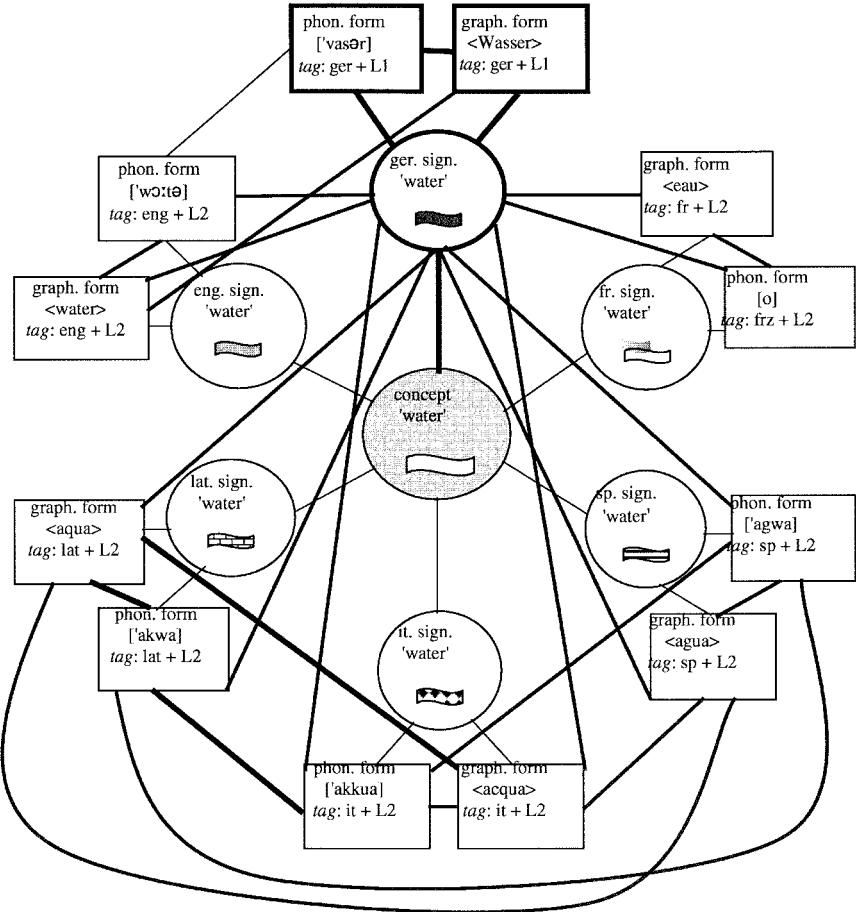 phon. form
['vasər]
tag: ger + L1
graph. form
<Wasser>
tag: ger + L1
ger. sign.
'water'
phon. form
['wɔːtə]
tag: eng + L2
graph. form
<eau>
tag: fr + L2
graph. form
<water>
tag: eng + L2
eng. sign.
'water'
fr. sign.
'water'
phon. form
[o]
tag: frz + L2
concept
'water'
graph. form
<aqua>
tag: lat + L2
lat. sign.
'water'
sp. sign.
'water'
phon. form
['agwa]
tag: sp + L2
phon. form
['akwa]
tag: lat + L2
it. sign.
'water'
graph. form
<agua>
tag: sp + L2
phon. form
['akkua]
tag: it + L2
graph. form
<acqua>
tag: it + L2